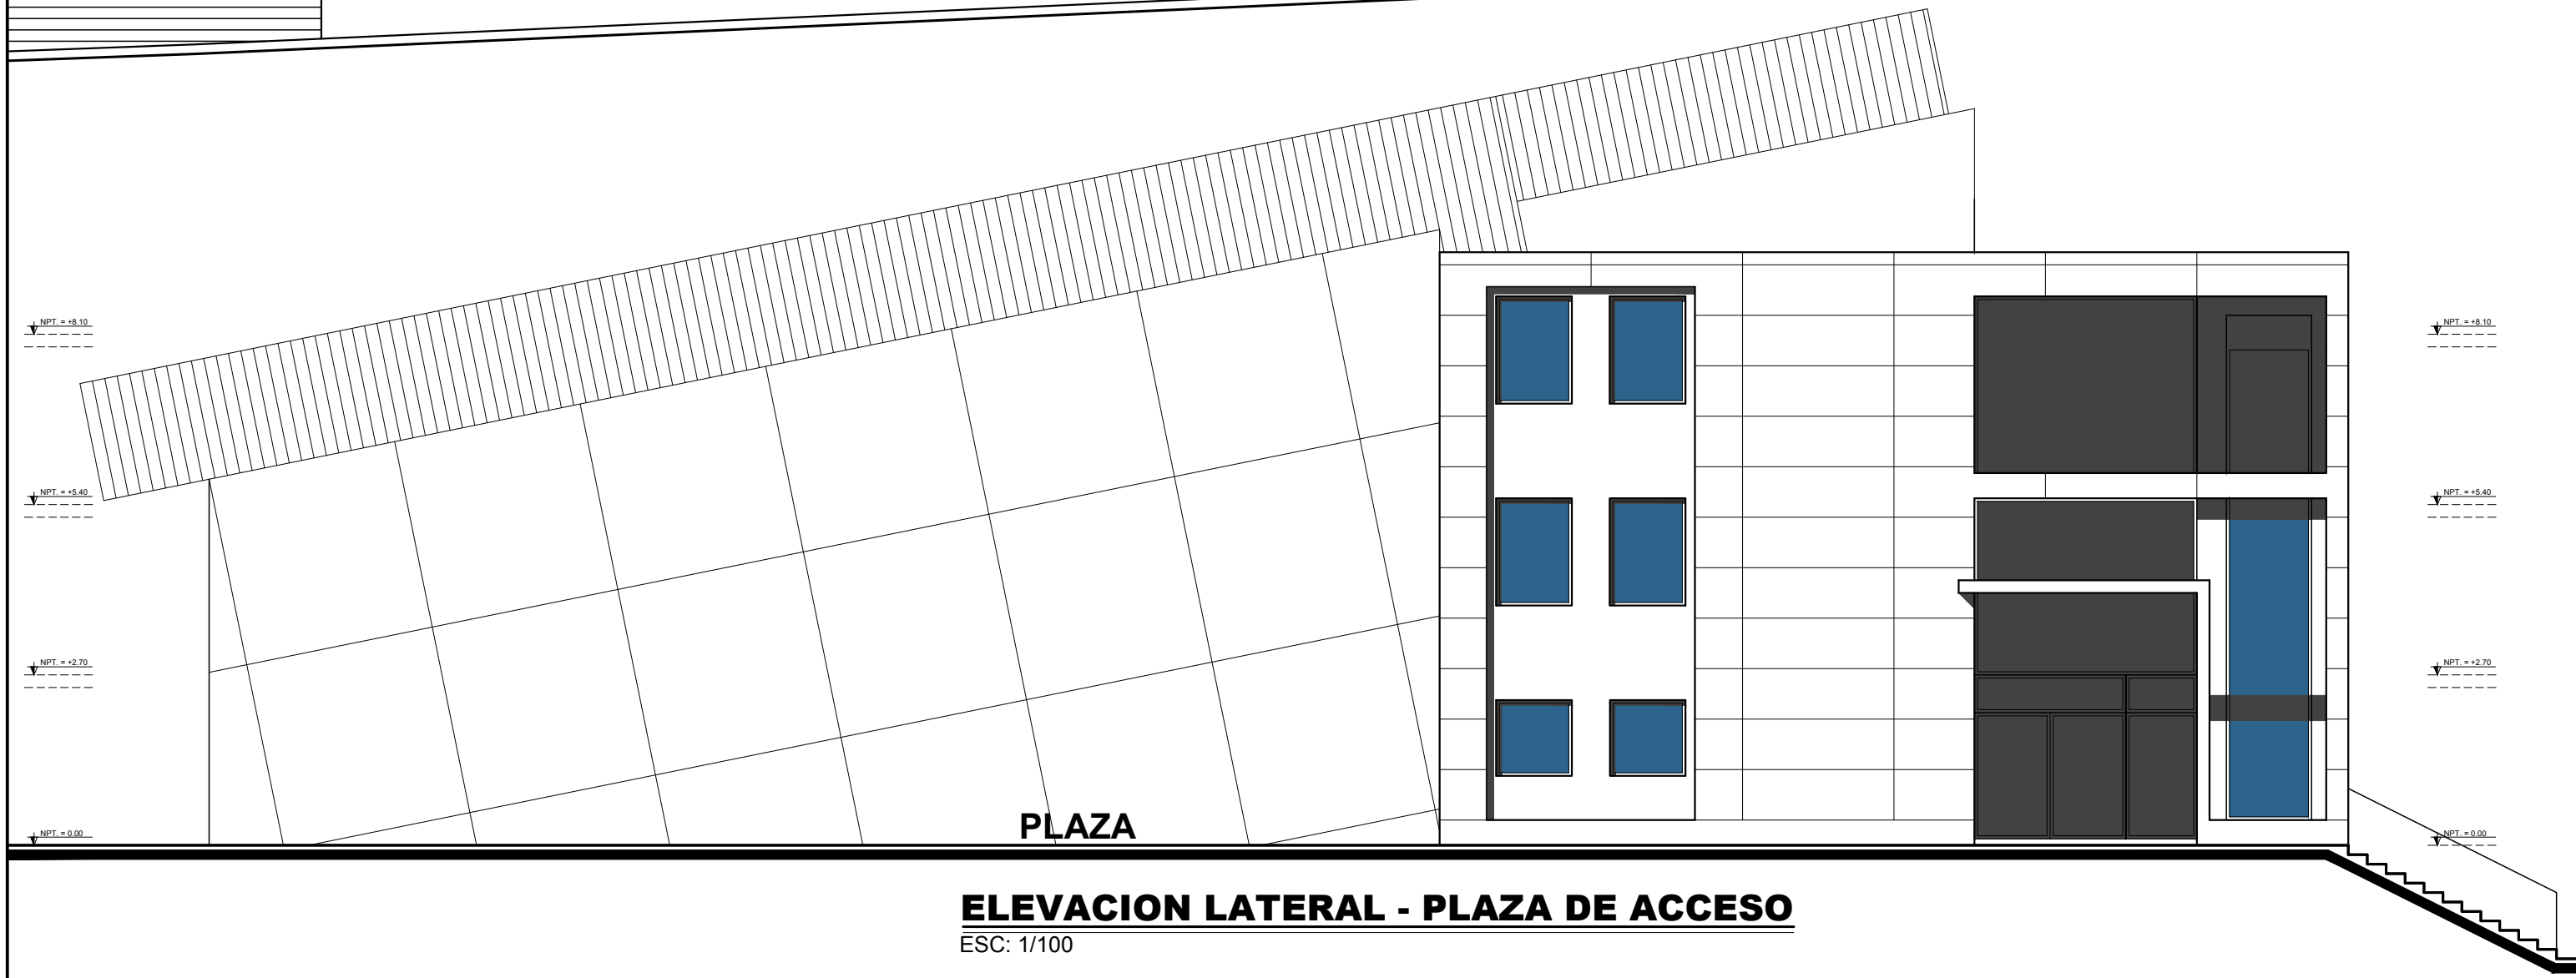 NPT. = +8.10
NPT. = +8.10
NPT. = +5.40
NPT. = +5.40
NPT. = +2.70
NPT. = +2.70
PLAZA
NPT. = 0.00
NPT. = 0.00
ELEVACION LATERAL - PLAZA DE ACCESO
ESC: 1/100